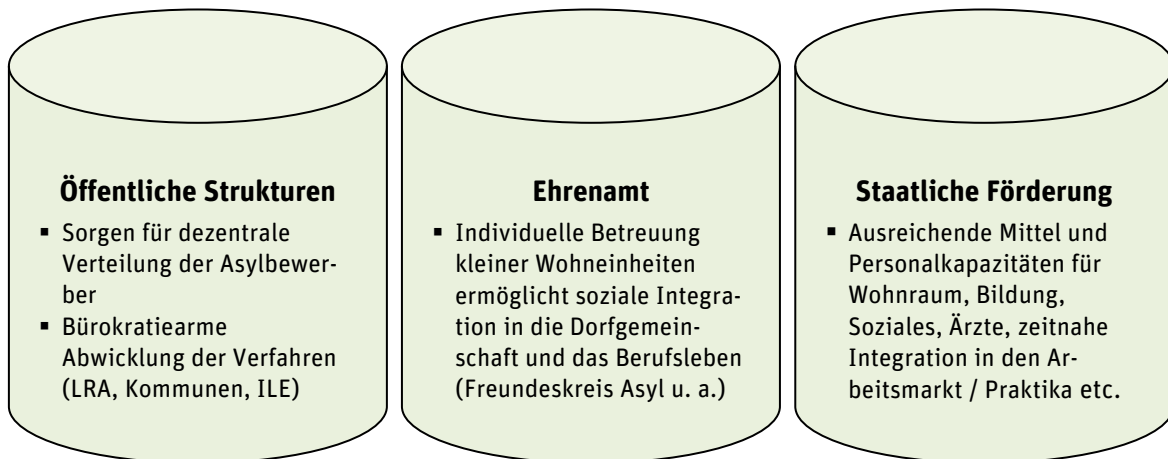 Öffentliche Strukturen
▪ Sorgen für dezentrale
Verteilung der Asylbewer-
ber
▪ Bürokratiearme
Abwicklung der Verfahren
(LRA, Kommunen, ILE)
Ehrenamt
▪ Individuelle Betreuung
kleiner Wohneinheiten
ermöglicht soziale Integra-
tion in die Dorfgemein-
schaft und das Berufsleben
(Freundeskreis Asyl u. a.)
Staatliche Förderung
▪ Ausreichende Mittel und
Personalkapazitäten für
Wohnraum, Bildung,
Soziales, Ärzte, zeitnahe
Integration in den Ar-
beitsmarkt / Praktika etc.